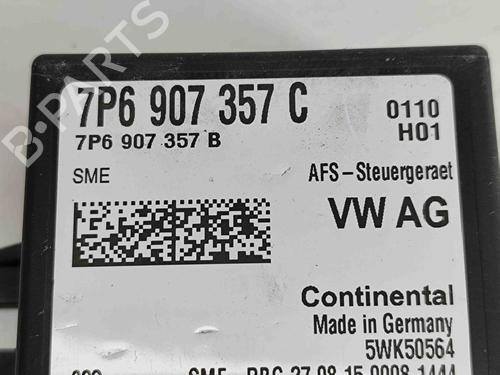 B-PARTS
7P6 907 357 C
7P6 907 357 B
0110
H01
SME
AFS-Steuergeraet
VW AG
Continental
Made in Germany
5WK50564